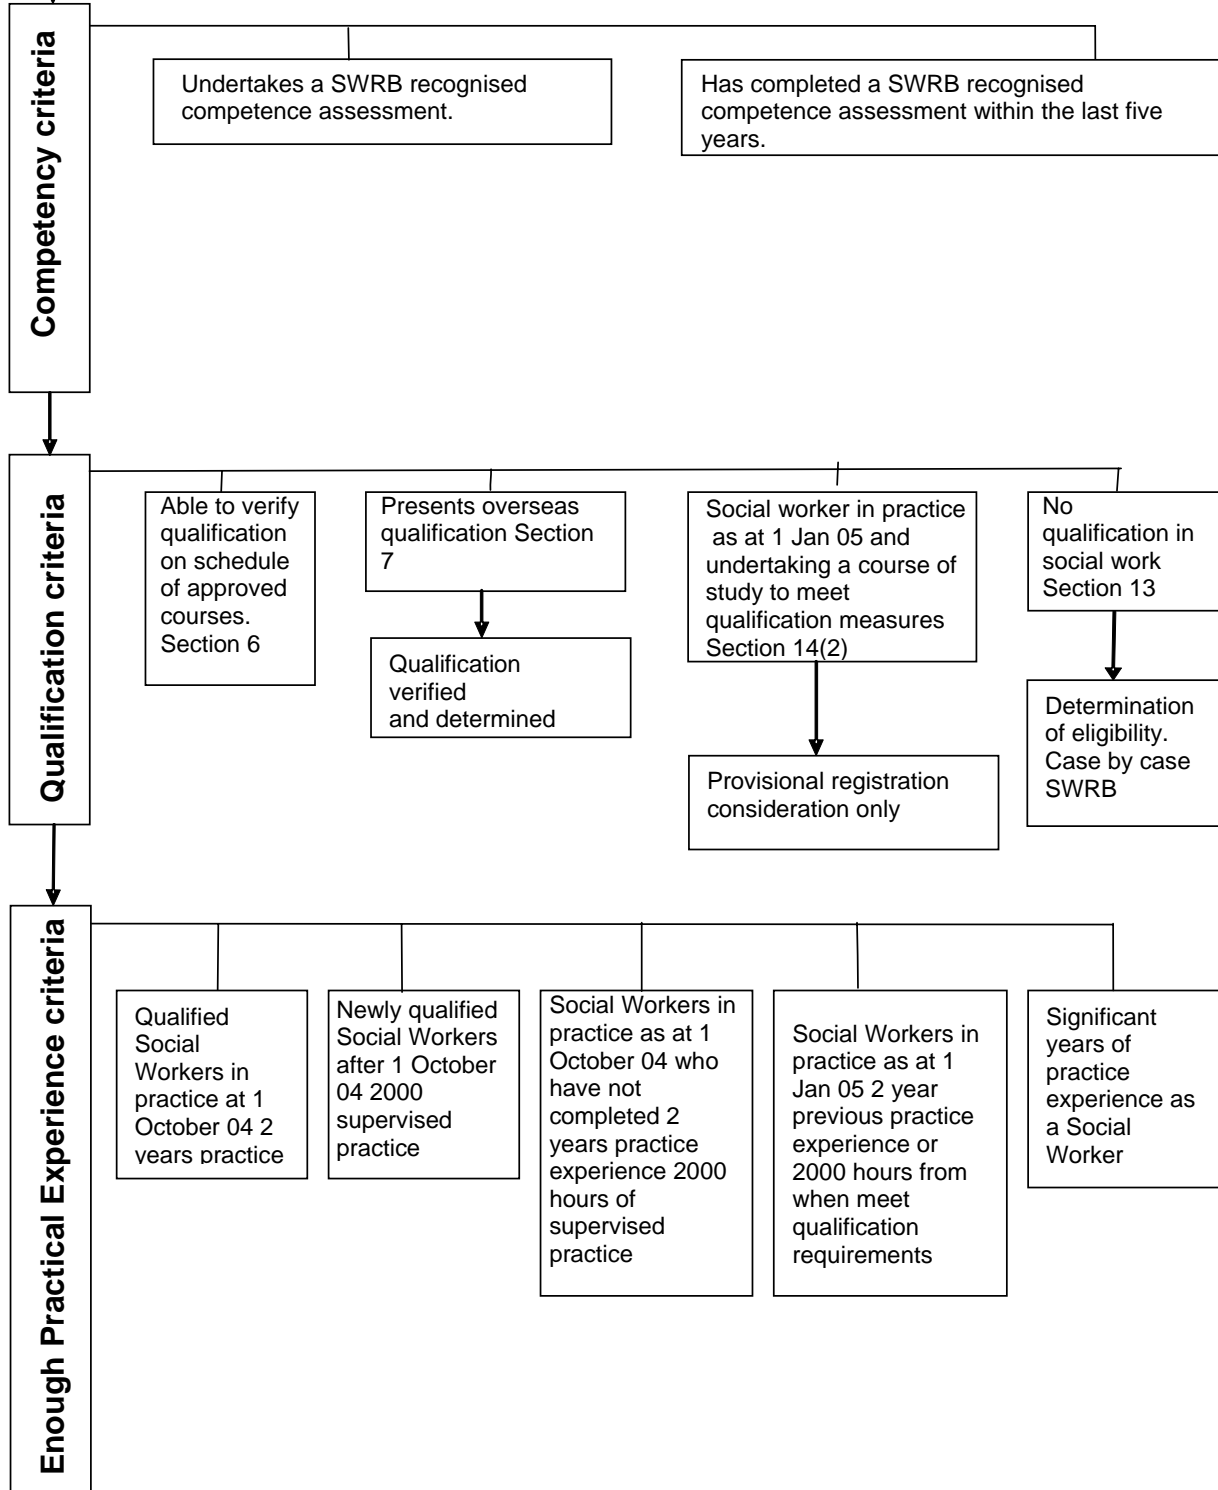 Competency criteria
Undertakes a SWRB recognised
competence assessment.
Has completed a SWRB recognised
competence assessment within the last five
years.
Qualification criteria
Able to verify
qualification
on schedule
of approved
courses.
Section 6
Presents overseas
qualification Section
7
Qualification
verified
and determined
Social worker in practice
as at 1 Jan 05 and
undertaking a course of
study to meet
qualification measures
Section 14(2)
Provisional registration
consideration only
No
qualification in
social work
Section 13
Determination
of eligibility.
Case by case
SWRB
Enough Practical Experience criteria
Qualified
Social
Workers in
practice at 1
October 04 2
years practice
Newly qualified
Social Workers
after 1 October
04 2000
supervised
practice
Social Workers in
practice as at 1
October 04 who
have not
completed 2
years practice
experience 2000
hours of
supervised
practice
Social Workers in
practice as at 1
Jan 05 2 year
previous practice
experience or
2000 hours from
when meet
qualification
requirements
Significant
years of
practice
experience as
a Social
Worker